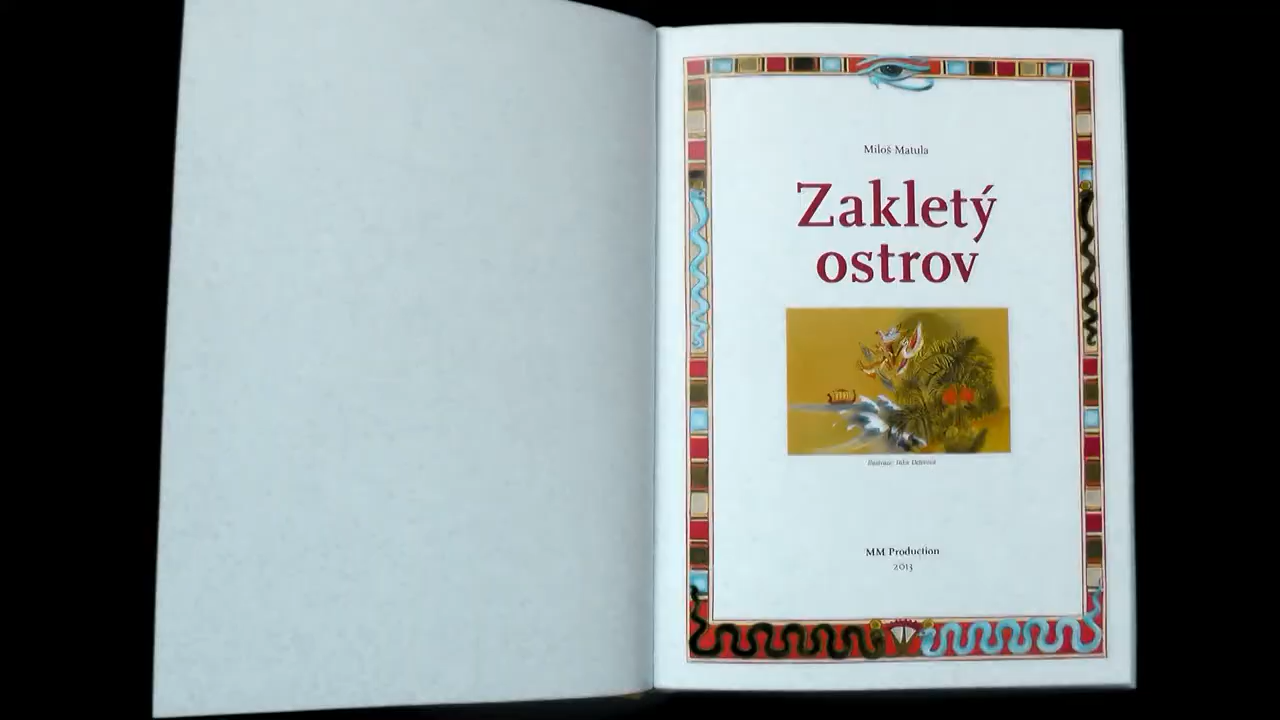 Miloš Matula
Zakletý
ostrov
MM Production
2013